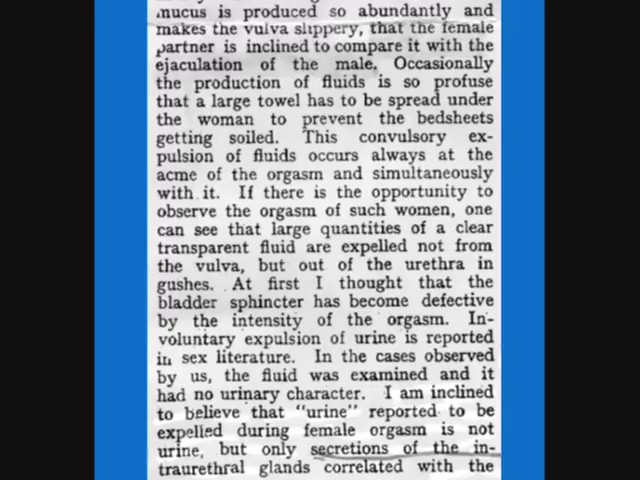 mucus is produced so abundantly and
makes the vulva slippery, that the female
partner is inclined to compare it with the
ejaculation of the male. Occasionally
the production of fluids is so profuse
that a large towel has to be spread under
the woman to prevent the bedsheets
getting soiled. This convulsory ex-
pulsion of fluids occurs always at the
acme of the orgasm and simultaneously
with it. If there is the opportunity to
observe the orgasm of such women, one
can see that large quantities of a clear
transparent fluid are expelled not from
the vulva, but out of the urethra in
gushes. At first I thought that the
bladder sphincter has become defective
by the intensity of the orgasm. In-
voluntary expulsion of urine is reported
in sex literature. In the cases observed
by us, the fluid was examined and it
had no urinary character. I am inclined
to believe that "urine" reported to be
expelled during female orgasm is not
urine, but only secretions of the in-
traurethral glands correlated with the